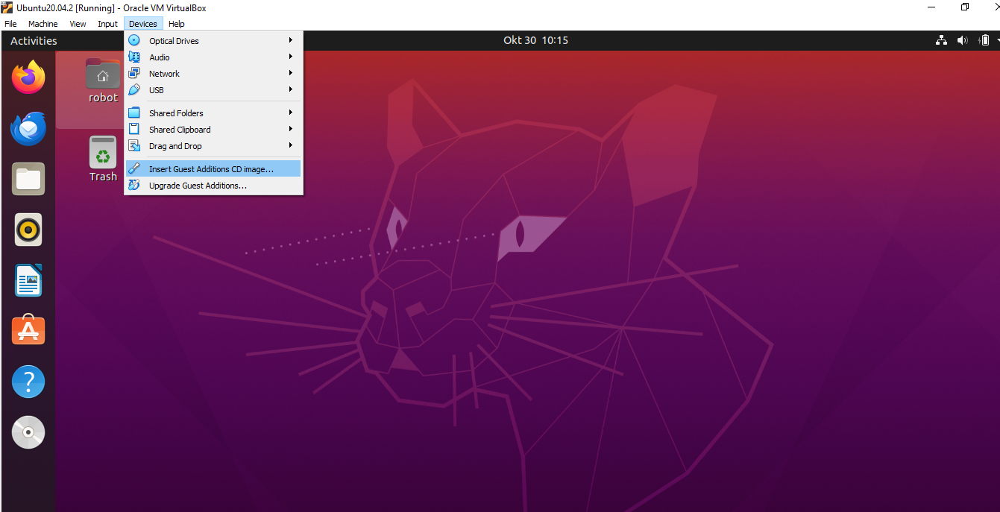 Ubuntu20.04.2 [Running] - Oracle VM VirtualBox
File Machine View Input Devices Help
Activities
Okt 30 10:15
Optical Drives
Audio
Network
USB
Shared Folders
Shared Clipboard
Drag and Drop
Insert Guest Additions CD image...
Upgrade Guest Additions...
robot
Trash